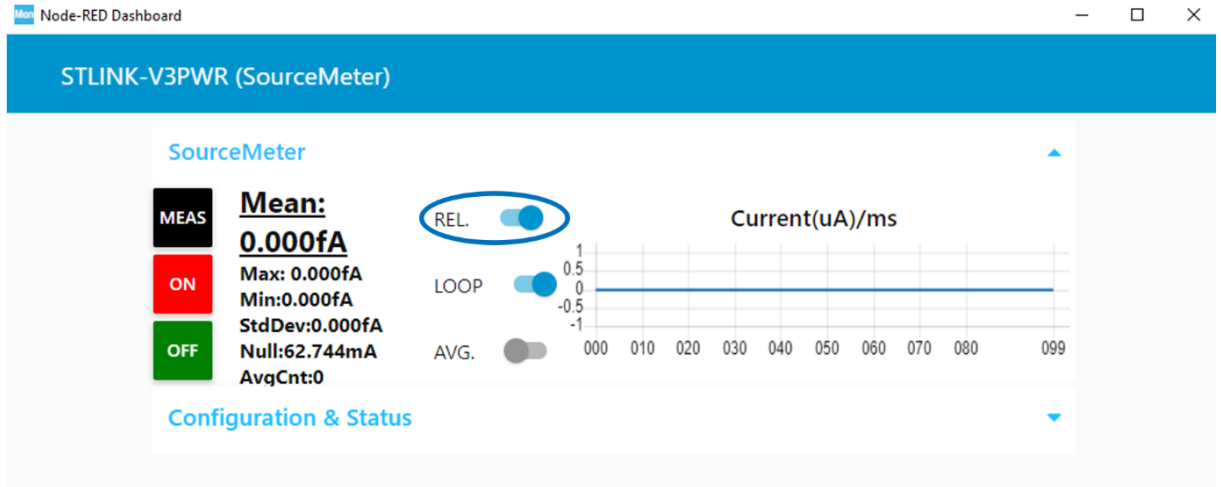 Mon Node-RED Dashboard
STLINK-V3PWR (SourceMeter)
SourceMeter
MEAS
ON
OFF
Mean:
0.000fA
Max: 0.000fA
Min:0.000fA
StdDev:0.000fA
Null:62.744mA
AvgCnt:0
REL.
LOOP
AVG.
Current(uA)/ms
1
0.5
0
-0.5
-1
000 010 020 030 040 050 060 070 080 099
Configuration & Status